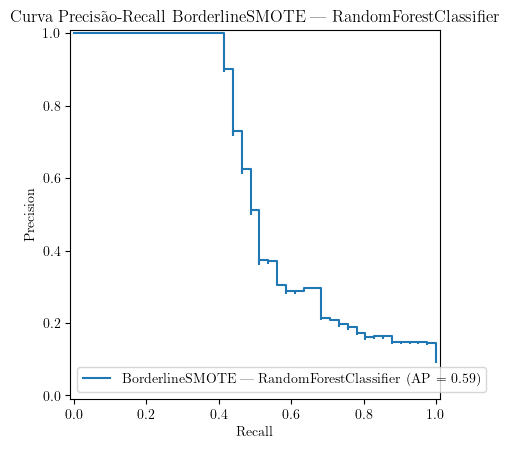 Curva Precisão-Recall BorderlineSMOTE — RandomForestClassifier
1.0
0.8
0.6
0.4
0.2
0.0
Precision
BorderlineSMOTE — RandomForestClassifier (AP = 0.59)
0.0 0.2 0.4 0.6 0.8 1.0
Recall